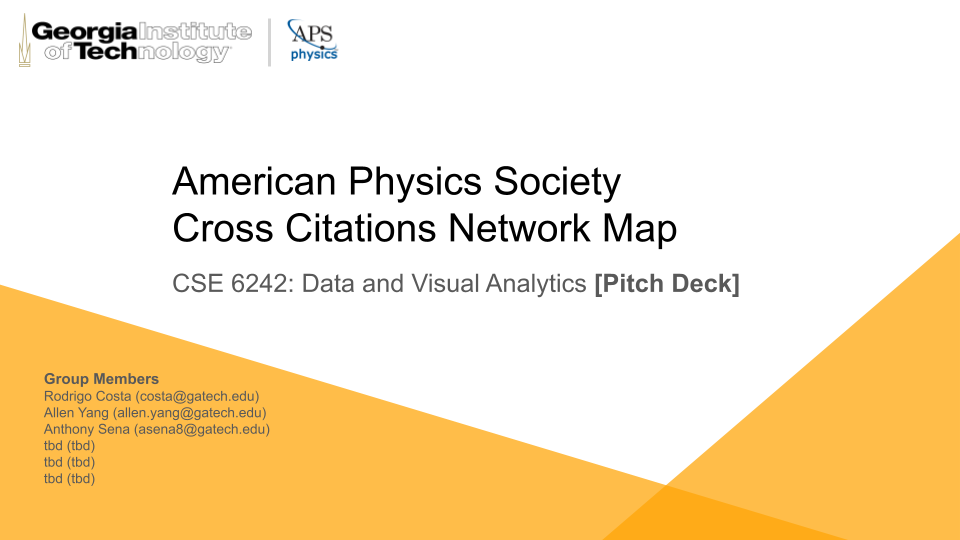 Georgia Institute
of Technology
APS
physics
American Physics Society
Cross Citations Network Map
CSE 6242: Data and Visual Analytics [Pitch Deck]
Group Members
Rodrigo Costa (costa@gatech.edu)
Allen Yang (allen.yang@gatech.edu)
Anthony Sena (asena8@gatech.edu)
tbd (tbd)
tbd (tbd)
tbd (tbd)